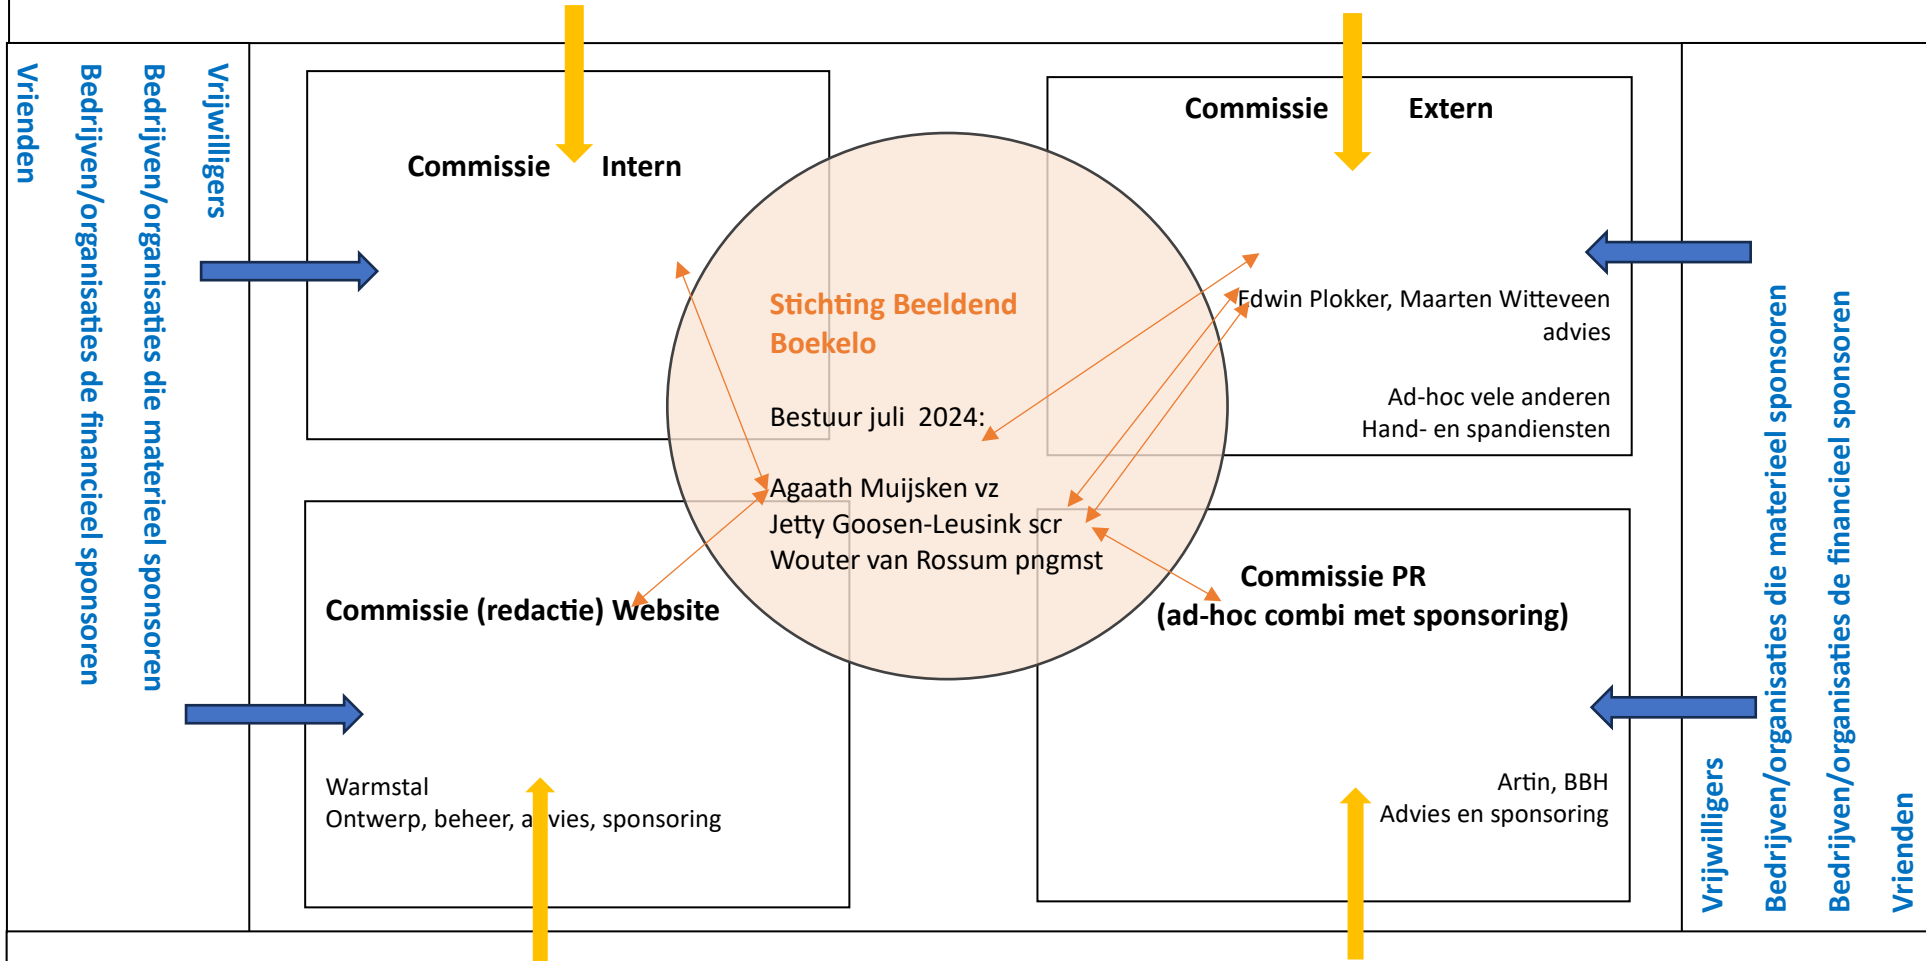 Vrienden
Bedrijven/organisaties de financieel sponsoren
Bedrijven/organisaties die materieel sponsoren
Vrijwilligers
Commissie Intern
Commissie Extern
Edwin Plokker, Maarten Witteveen
advies
Ad-hoc vele anderen
Hand- en spandiensten
Stichting Beeldend
Boekelo
Bestuur juli 2024:
Agaath Muijsken vz
Jetty Goosen-Leusink scr
Wouter van Rossum pngmst
Commissie (redactie) Website
Warmstal
Ontwerp, beheer, advies, sponsoring
Commissie PR
(ad-hoc combi met sponsoring)
Artin, BBH
Advies en sponsoring
Vrijwilligers
Bedrijven/organisaties die materieel sponsoren
Bedrijven/organisaties de financieel sponsoren
Vrienden